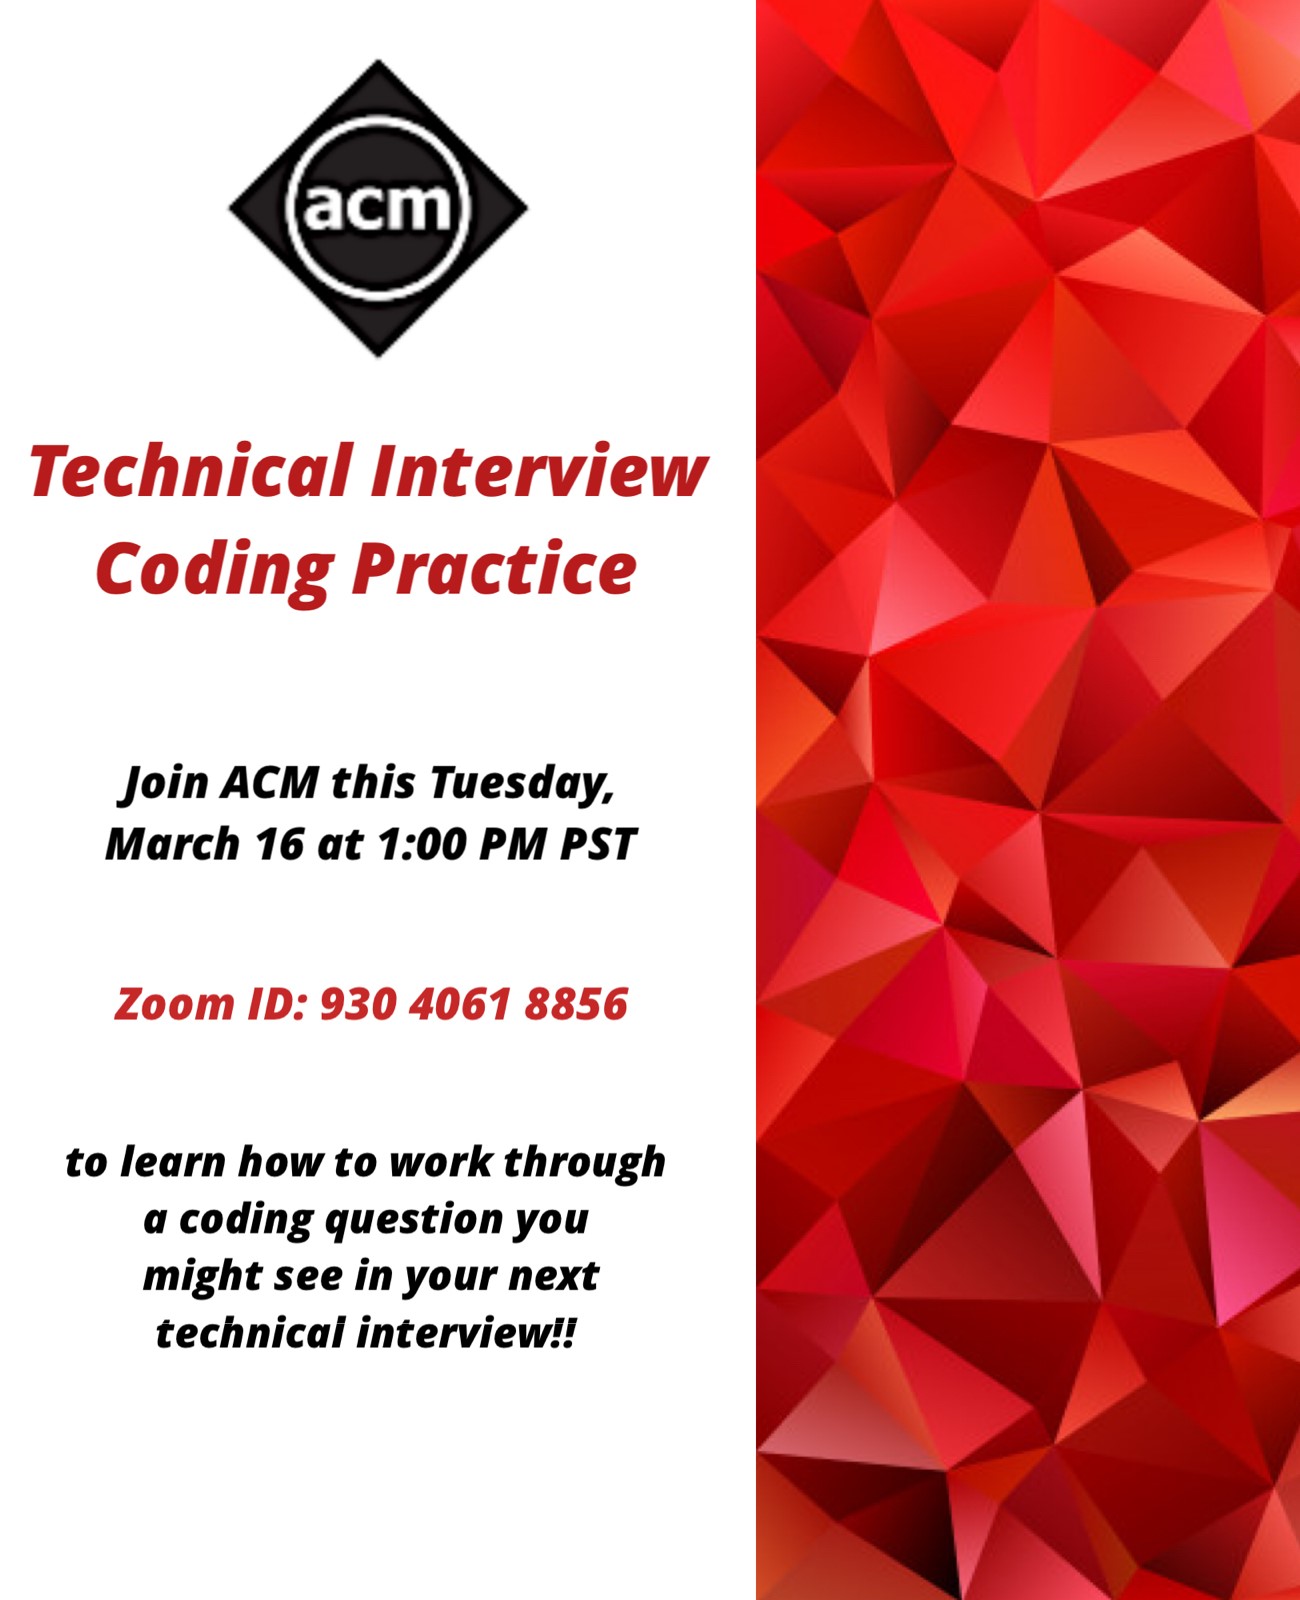 acm
Technical Interview
Coding Practice
Join ACM this Tuesday,
March 16 at 1:00 PM PST
Zoom ID: 930 4061 8856
to learn how to work through
a coding question you
might see in your next
technical interview!!